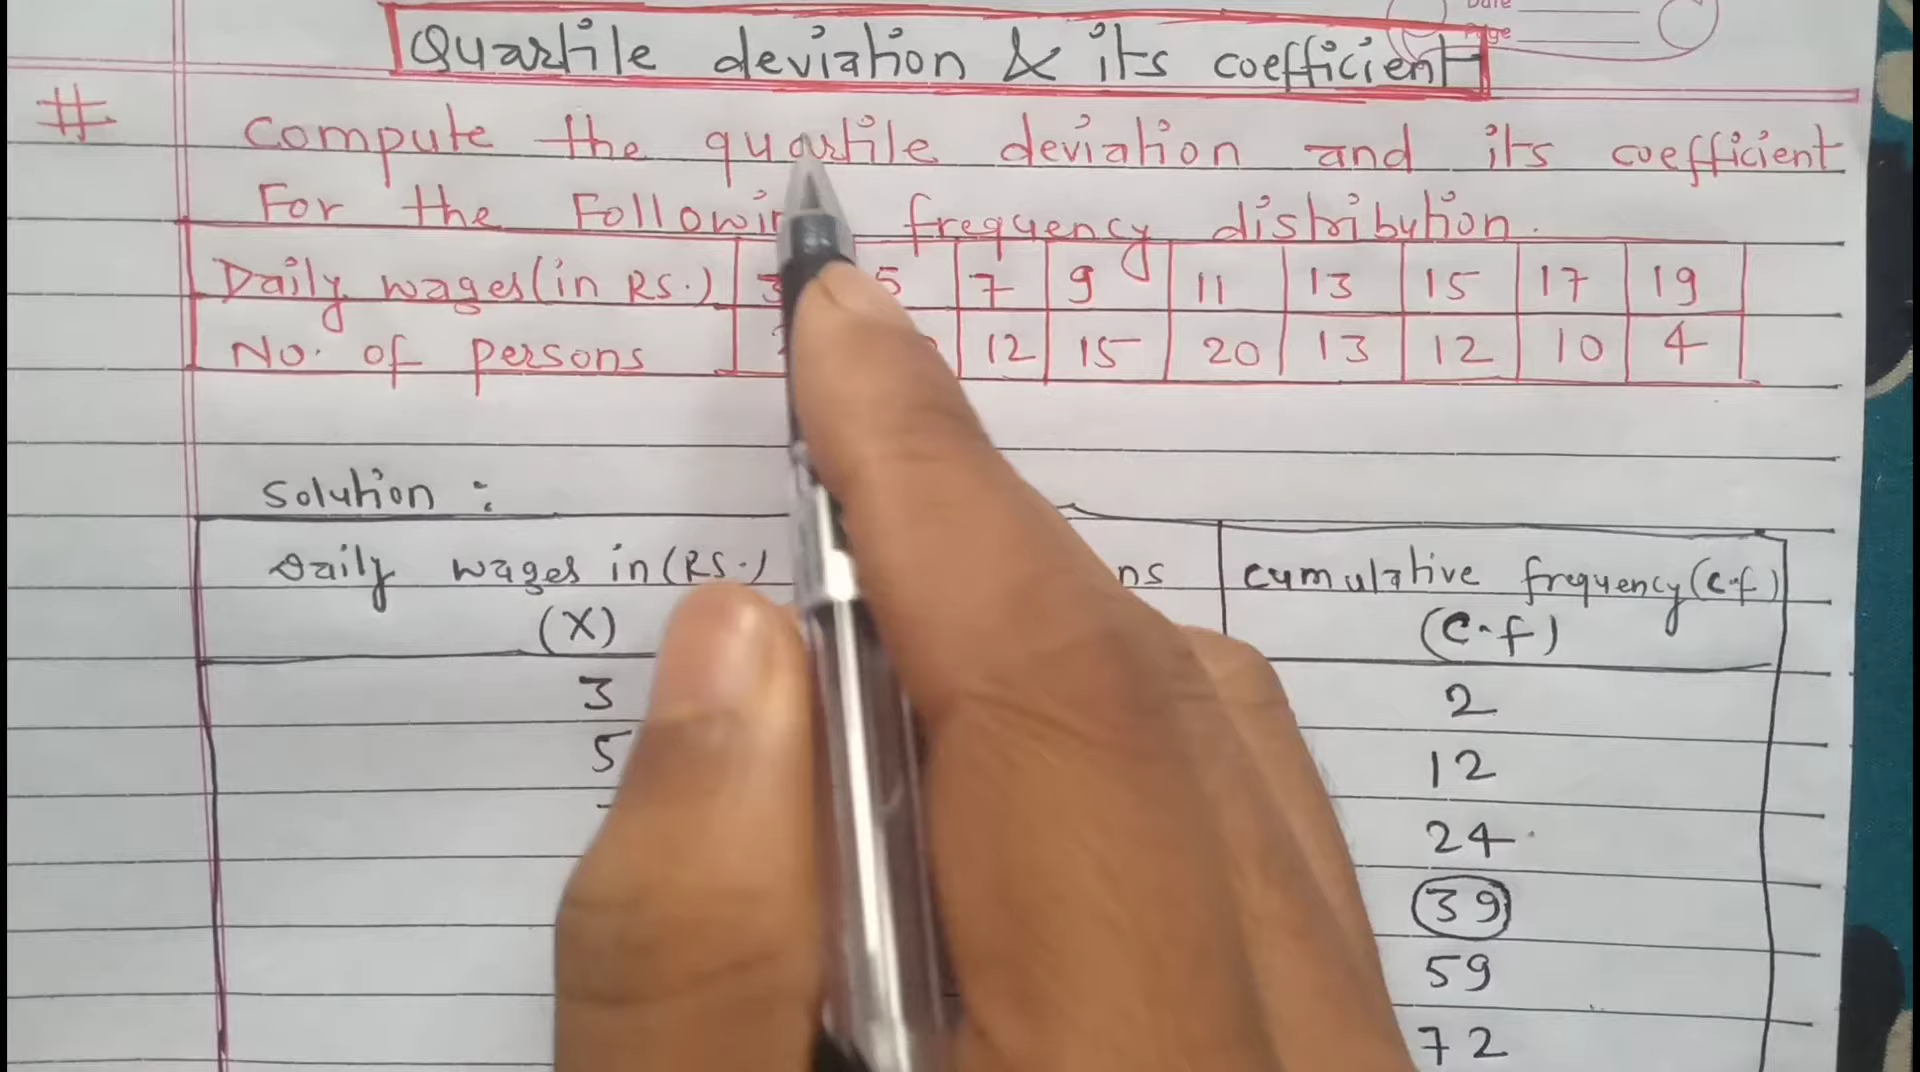 Date
Page
Quartile deviation & its coefficient
# compute the quartile deviation and its coefficient
For the frequency distribution.
Daily wages (in RS.) 3 5 7 9 11 13 15 17 19
No. of persons 12 15 20 13 12 10 4
Solution :
Daily wages in (RS.) cumulative frequency (c.f)
(X) (c.f)
3 2
5 12
24
39
59
72